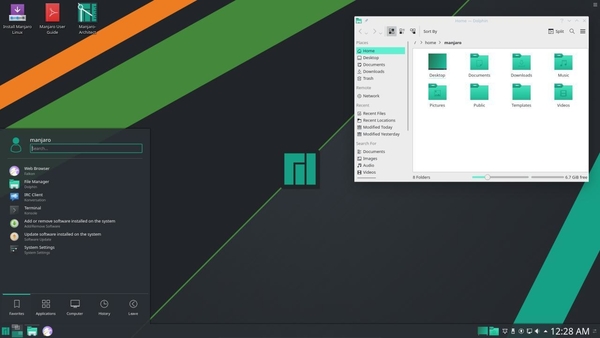 Install Manjaro
Linux
Manjaro User
Guide
Manjaro-
Architect
Home — Dolphin
Sort By
Split
Places
Home
Desktop
Documents
Downloads
Trash
Remote
Network
Recent
Recent Files
Recent Locations
Modified Today
Modified Yesterday
Search For
Documents
Images
Audio
Videos
home
manjaro
Desktop
Documents
Downloads
Music
Pictures
Public
Templates
Videos
8 Folders
6.7 GiB free
manjaro
Search...
Web Browser
Falkon
File Manager
Dolphin
IRC Client
Konversation
Terminal
Konsole
Add or remove software installed on the system
Add/Remove Software
Update software installed on the system
Software Update
System Settings
System Settings
Favorites
Applications
Computer
History
Leave
12:28 AM